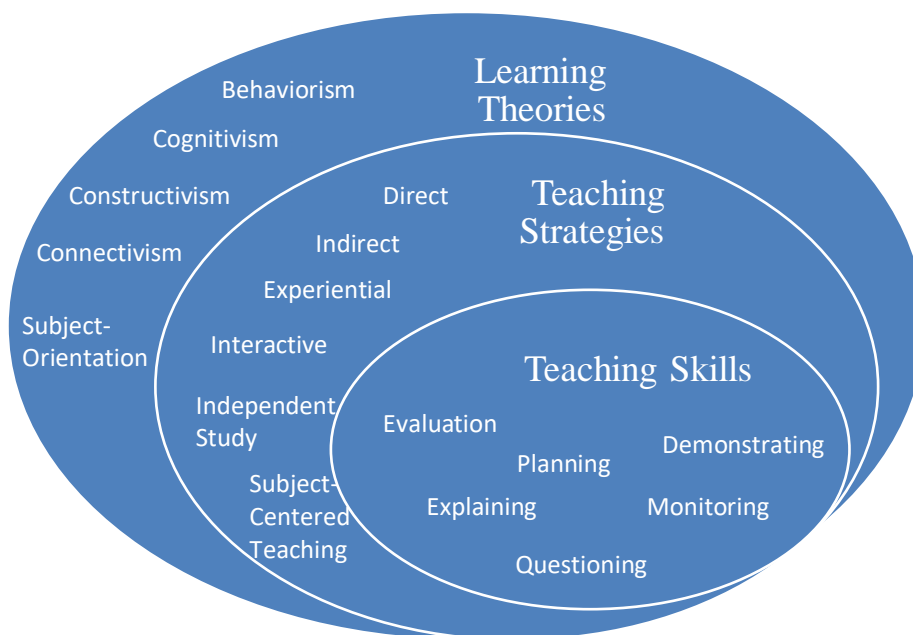 Learning
Theories
Behaviorism
Cognitivism
Constructivism
Connectivism
Subject-
Orientation
Teaching
Strategies
Direct
Indirect
Experiential
Interactive
Independent
Study
Subject-
Centered
Teaching
Teaching Skills
Evaluation
Planning
Demonstrating
Explaining
Monitoring
Questioning